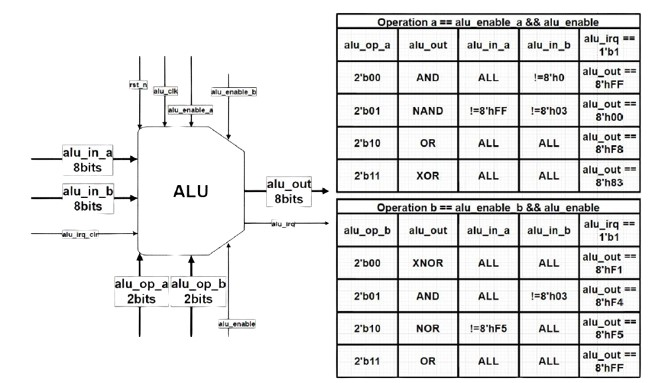 rst_n
alu_clk
alu_enable_a
alu_enable_b
alu_in_a
8bits
alu_in_b
8bits
alu_irq_clr
ALU
alu_out
8bits
alu_irq
alu_op_a
2bits
alu_op_b
2bits
alu_enable
Operation a == alu_enable_a && alu_enable
alu_op_a alu_out alu_in_a alu_in_b alu_irq == 1'b1
2'b00 AND ALL !=8'h0 alu_out == 8'hFF
2'b01 NAND !=8'hFF !=8'h03 alu_out == 8'h00
2'b10 OR ALL ALL alu_out == 8'hF8
2'b11 XOR ALL ALL alu_out == 8'h83
Operation b == alu_enable_b && alu_enable
alu_op_b alu_out alu_in_a alu_in_b alu_irq == 1'b1
2'b00 XNOR ALL ALL alu_out == 8'hF1
2'b01 AND ALL !=8'h03 alu_out == 8'hF4
2'b10 NOR !=8'hF5 ALL alu_out == 8'hF5
2'b11 OR ALL ALL alu_out == 8'hFF